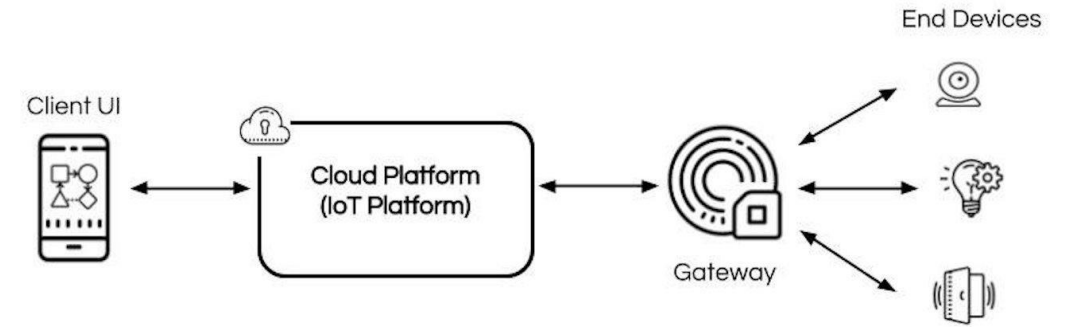 End Devices
Client UI
Cloud Platform
(IoT Platform)
Gateway